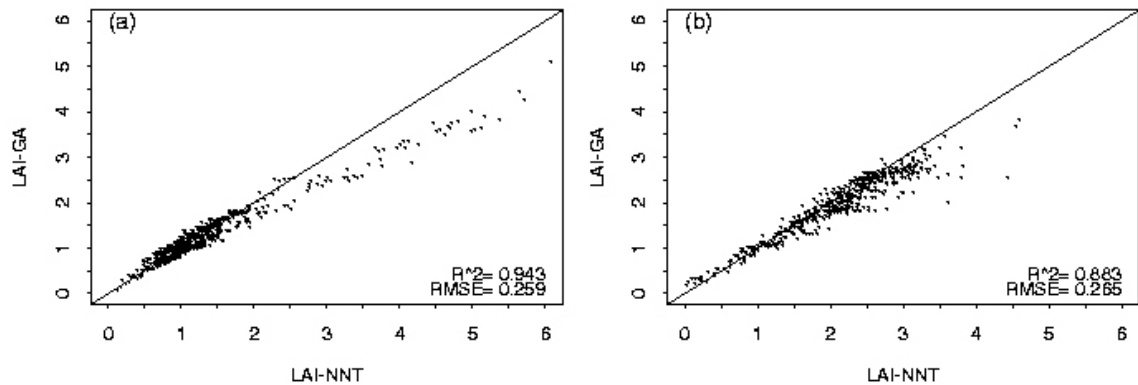 (a)
6
5
4
3
2
1
0
LAI-GA
R^2= 0.943
RMSE= 0.259
0 1 2 3 4 5 6
LAI-NNT
(b)
6
5
4
3
2
1
0
LAI-GA
R^2= 0.883
RMSE= 0.265
0 1 2 3 4 5 6
LAI-NNT